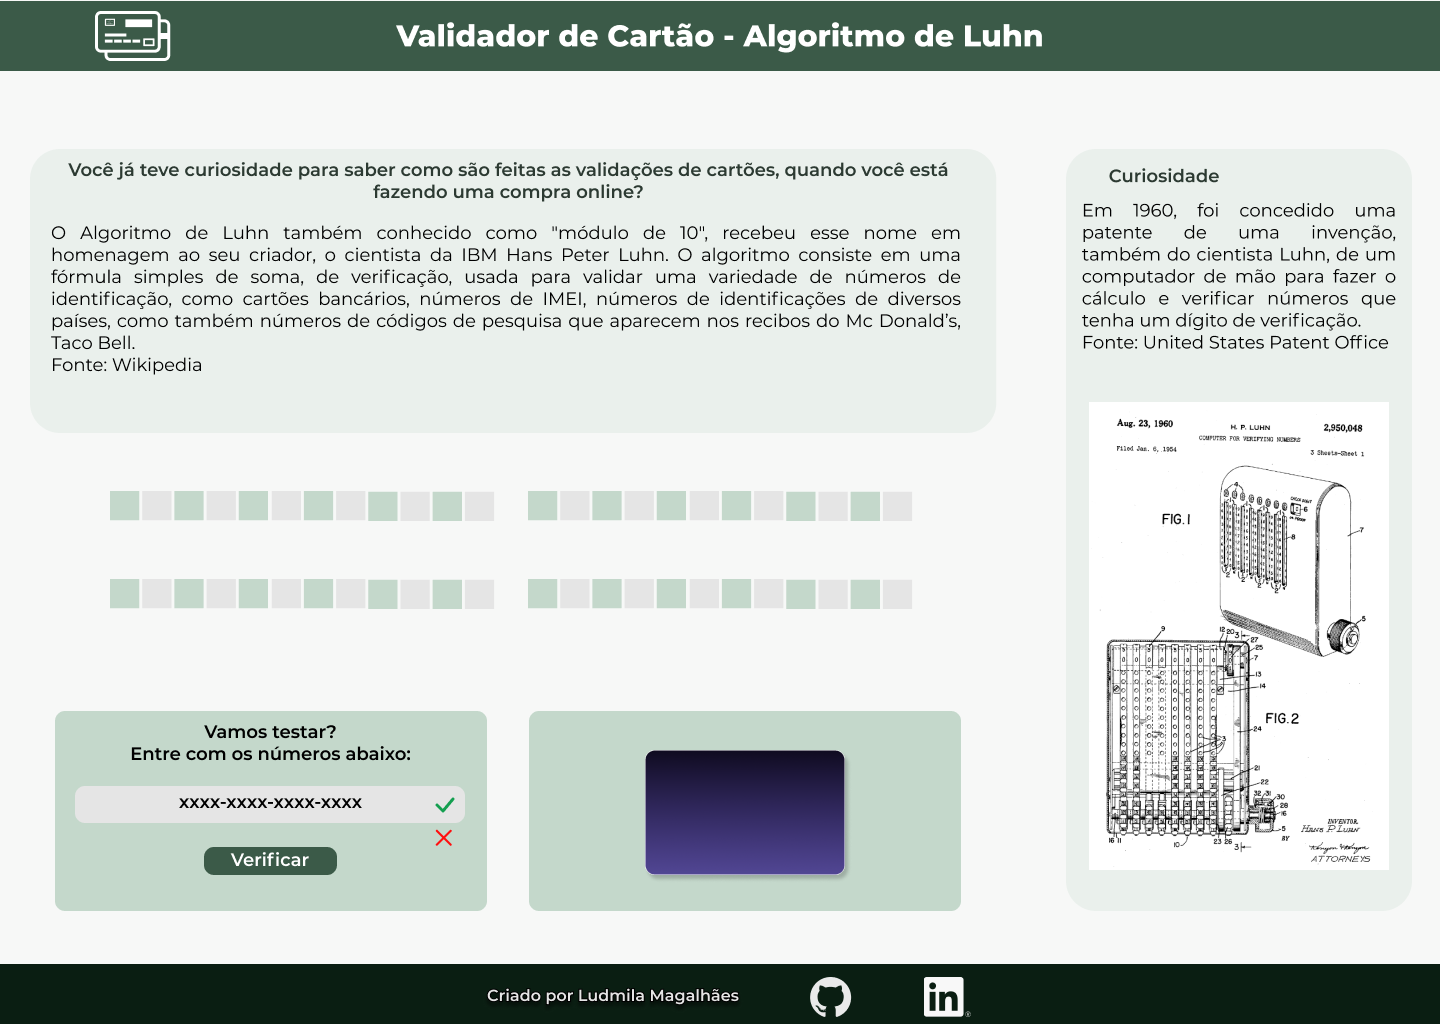 Validador de Cartão - Algoritmo de Luhn
Você já teve curiosidade para saber como são feitas as validações de cartões, quando você está
fazendo uma compra online?
O Algoritmo de Luhn também conhecido como "módulo de 10", recebeu esse nome em
homenagem ao seu criador, o cientista da IBM Hans Peter Luhn. O algoritmo consiste em uma
fórmula simples de soma, de verificação, usada para validar uma variedade de números de
identificação, como cartões bancários, números de IMEI, números de identificações de diversos
países, como também números de códigos de pesquisa que aparecem nos recibos do Mc Donald's,
Taco Bell.
Fonte: Wikipedia
Curiosidade
Em 1960, foi concedido uma
patente de uma invenção,
também do cientista Luhn, de um
computador de mão para fazer o
cálculo e verificar números que
tenha um dígito de verificação.
Fonte: United States Patent Office
Aug. 23, 1960
H. P. LUHN
2,950,048
COMPUTER FOR VERIFYING NUMBERS
Filed Jan. 6, 1954
3 Sheets-Sheet 1
FIG.1
FIG.2
INVENTOR
HANS P. LUHN
BY
ATTORNEYS
Vamos testar?
Entre com os números abaixo:
xxxx-xxxx-xxxx-xxxx
Verificar
Criado por Ludmila Magalhães
in